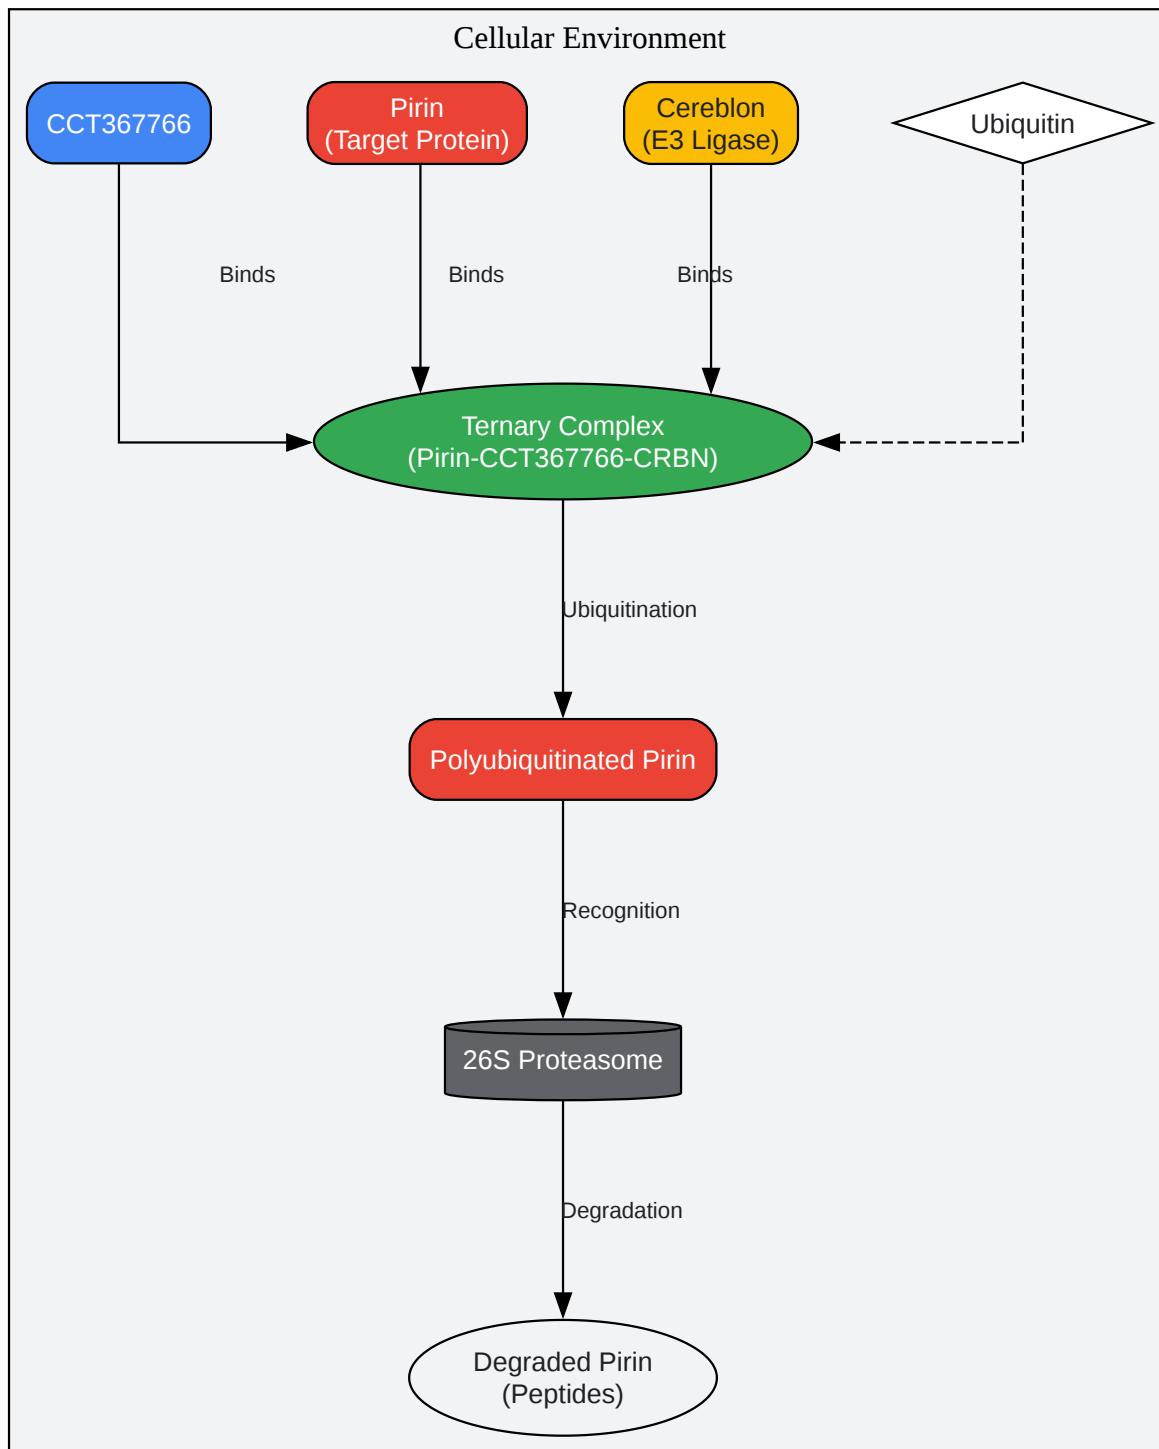 Cellular Environment
CCT367766
Pirin
(Target Protein)
Cereblon
(E3 Ligase)
Ubiquitin
Binds
Binds
Binds
Ternary Complex
(Pirin-CCT367766-CRBN)
Ubiquitination
Polyubiquitinated Pirin
Recognition
26S Proteasome
Degradation
Degraded Pirin
(Peptides)